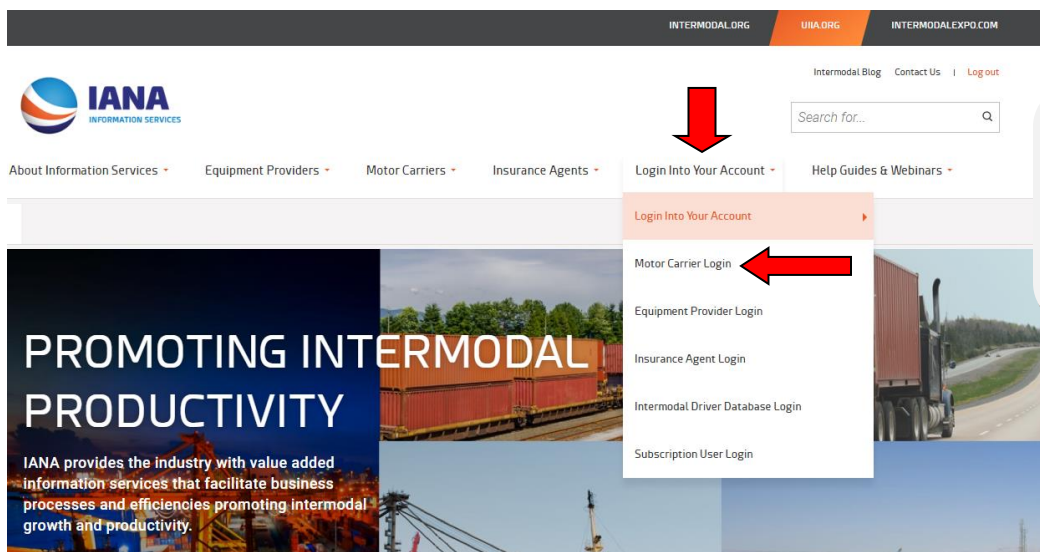 INTERMODAL.ORG UIIA.ORG INTERMODALEXPO.COM
Intermodal Blog Contact Us | Log out
IANA
INFORMATION SERVICES
Search for...
About Information Services Equipment Providers Motor Carriers Insurance Agents Login Into Your Account Help Guides & Webinars
Login Into Your Account
Motor Carrier Login
Equipment Provider Login
Insurance Agent Login
Intermodal Driver Database Login
Subscription User Login
PROMOTING INTERMODAL
PRODUCTIVITY
IANA provides the industry with value added
information services that facilitate business
processes and efficiencies promoting intermodal
growth and productivity.